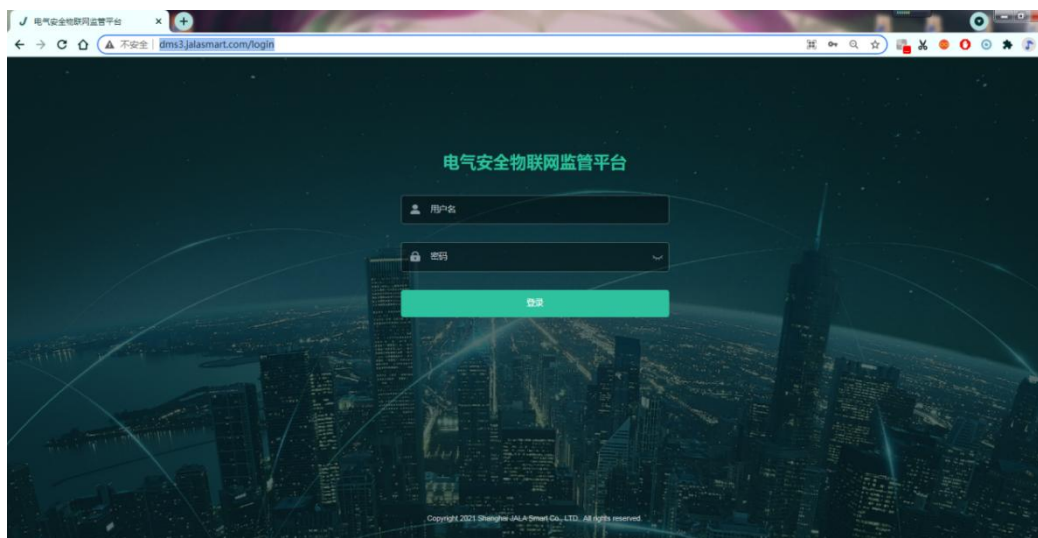 电气安全物联网监管平台
不安全 | dms3.jalasmart.com/login
电气安全物联网监管平台
用户名
密码
登录
Copyright 2021 Shanghai JALA Smart Co., LTD. All rights reserved.